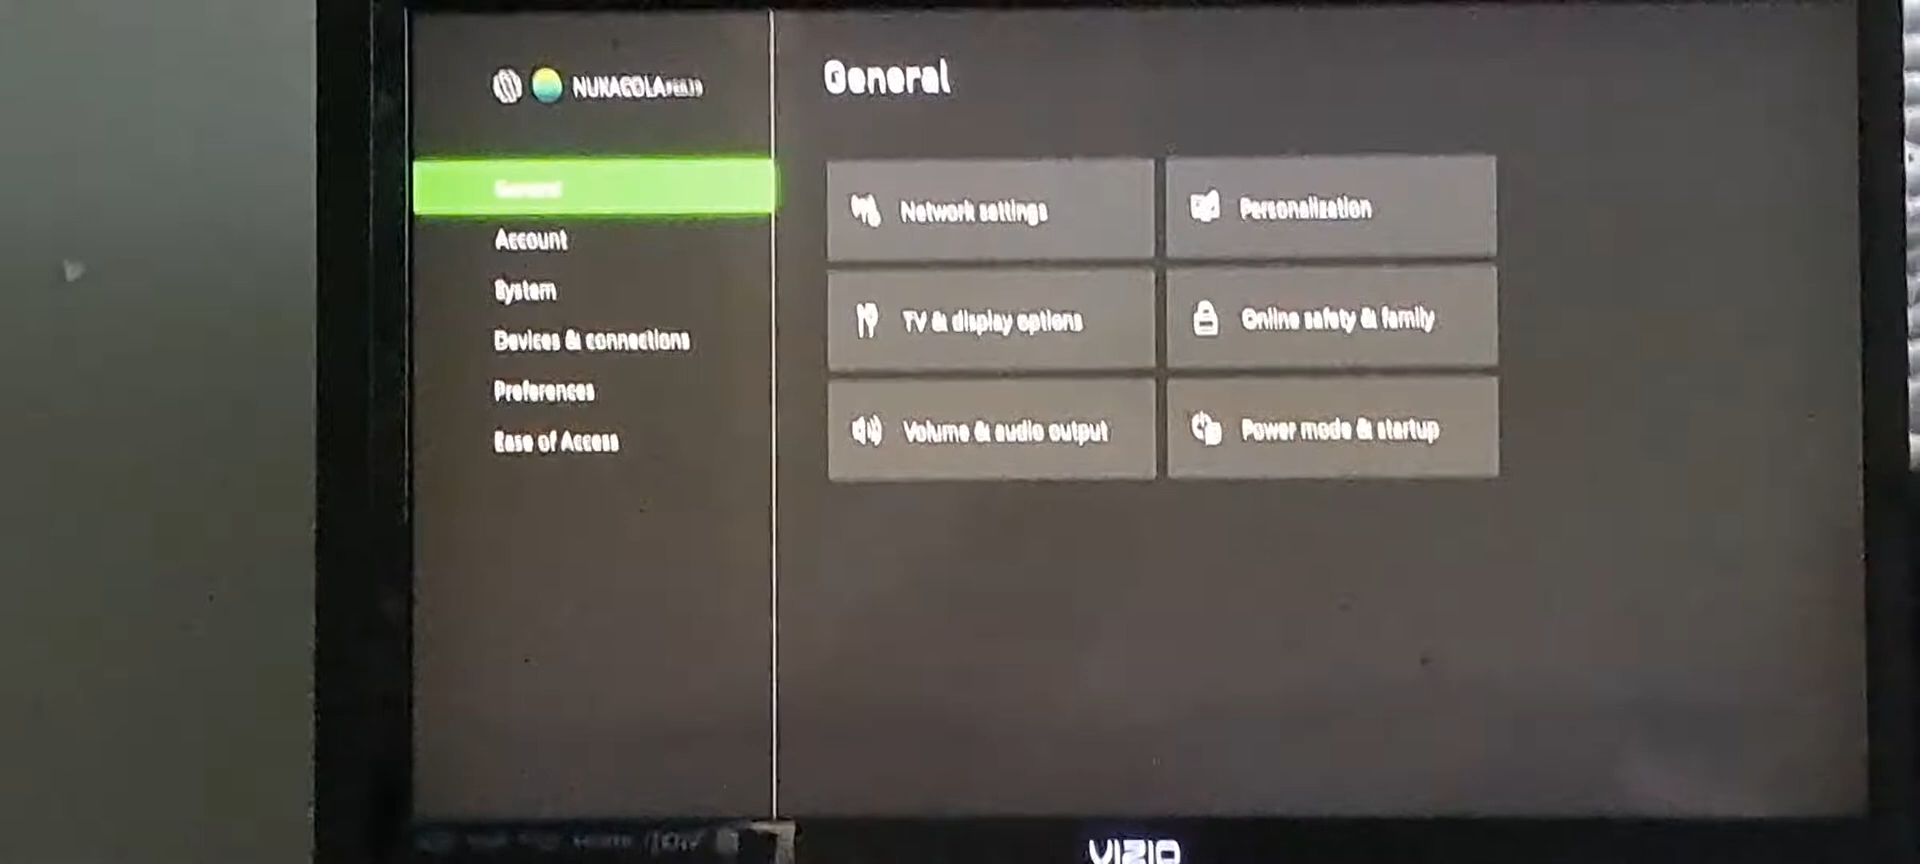 NUKACOLA
General
General
Account
System
Devices & connections
Preferences
Ease of Access
Network settings
Personalization
TV & display options
Online safety & family
Volume & audio output
Power mode & startup
VIZIO